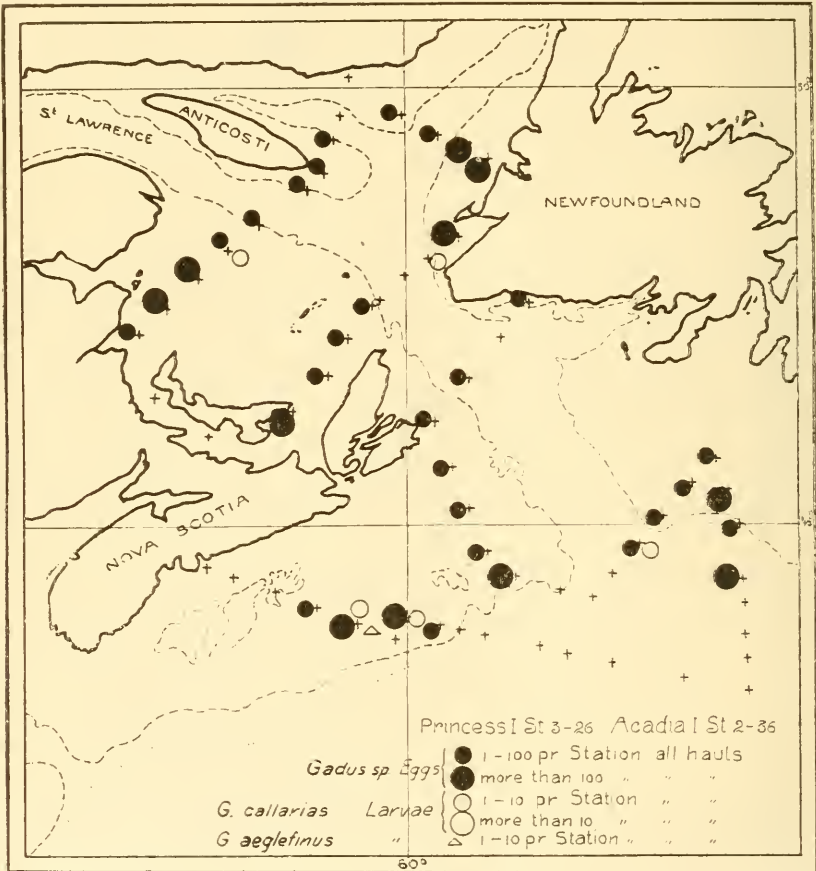 St LAWRENCE
ANTICOSTI
NEWFOUNDLAND
NOVA SCOTIA
Princess I St 3-26 Acadia I St 2-36
Gadus sp Eggs
1-100 pr Station all hauls
more than 100 " " "
G. callarias Larvae
1-10 pr Station " "
more than 10 " " "
G aeglefinus " 1-10 pr Station " " "
60°